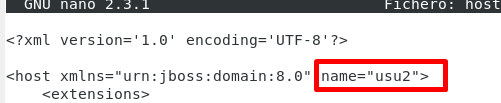 GNU nano 2.3.1 Fichero: host
<?xml version='1.0' encoding='UTF-8'?>
<host xmlns="urn:jboss:domain:8.0" name="usu2">
<extensions>